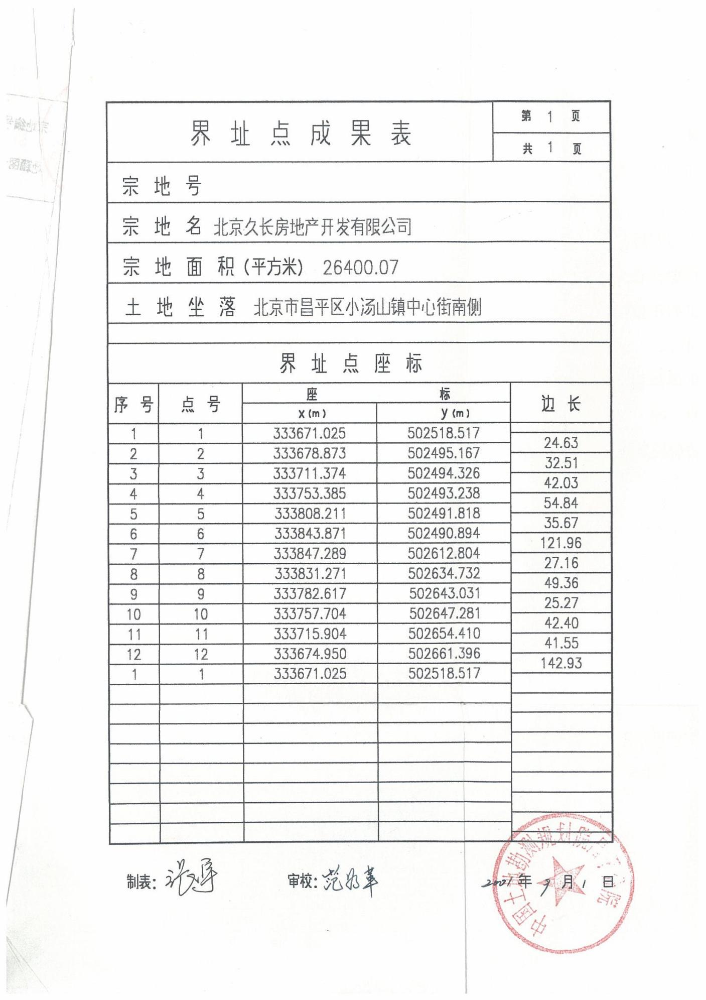 界址点成果表
第 1 页
共 1 页
宗地号
宗地名 北京久长房地产开发有限公司
宗地面积(平方米) 26400.07
土地坐落 北京市昌平区小汤山镇中心街南侧
界址点座标
序号 点号 座标 边长
x(m) y(m)
1 1 333671.025 502518.517
24.63
2 2 333678.873 502495.167
32.51
3 3 333711.374 502494.326
42.03
4 4 333753.385 502493.238
54.84
5 5 333808.211 502491.818
35.67
6 6 333843.871 502490.894
121.96
7 7 333847.289 502612.804
27.16
8 8 333831.271 502634.732
49.36
9 9 333782.617 502643.031
25.27
10 10 333757.704 502647.281
42.40
11 11 333715.904 502654.410
41.55
12 12 333674.950 502661.396
142.93
1 1 333671.025 502518.517
制表: 审校: 年 9 月 1 日
中国土地勘测规划院